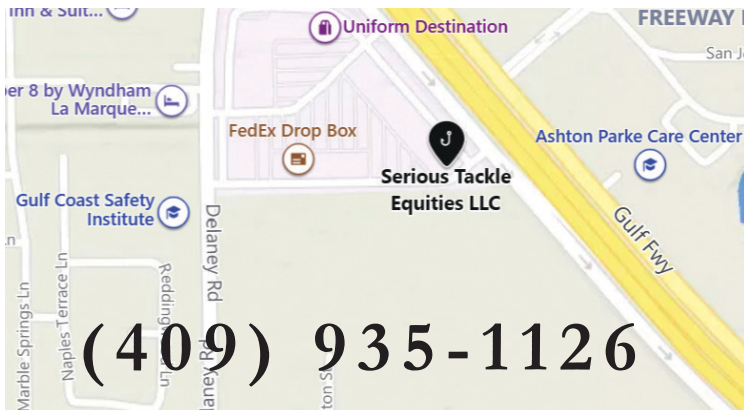 Inn & Suit...
Uniform Destination
FREEWAY
San J
er 8 by Wyndham
La Marque...
FedEx Drop Box
Ashton Parke Care Center
Serious Tackle
Equities LLC
Gulf Coast Safety
Institute
Delaney Rd
Gulf Fwy
Ln
Marble Springs Ln
Naples Terrace Ln
(409) 935-1126